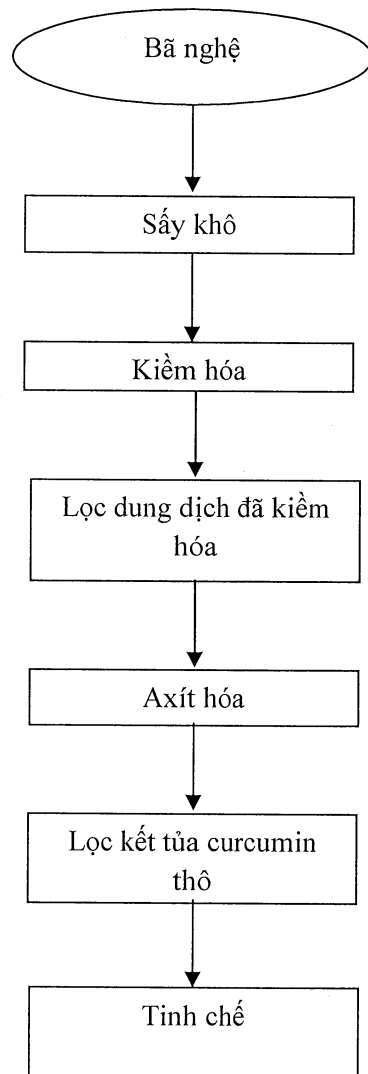 Bã nghệ
Sấy khô
Kiềm hóa
Lọc dung dịch đã kiềm
hóa
Axít hóa
Lọc kết tủa curcumin
thô
Tinh chế